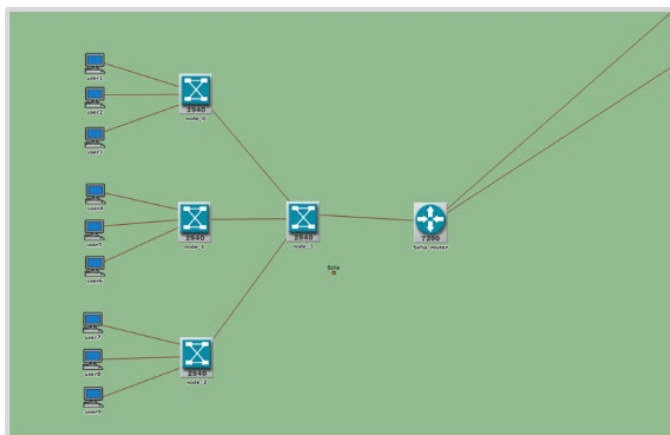 user1
user2
user3
2940
node_0
user4
user5
user6
2940
node_1
2940
node_3
7200
Sofia_router
Sofia
user7
user8
user9
2940
node_2